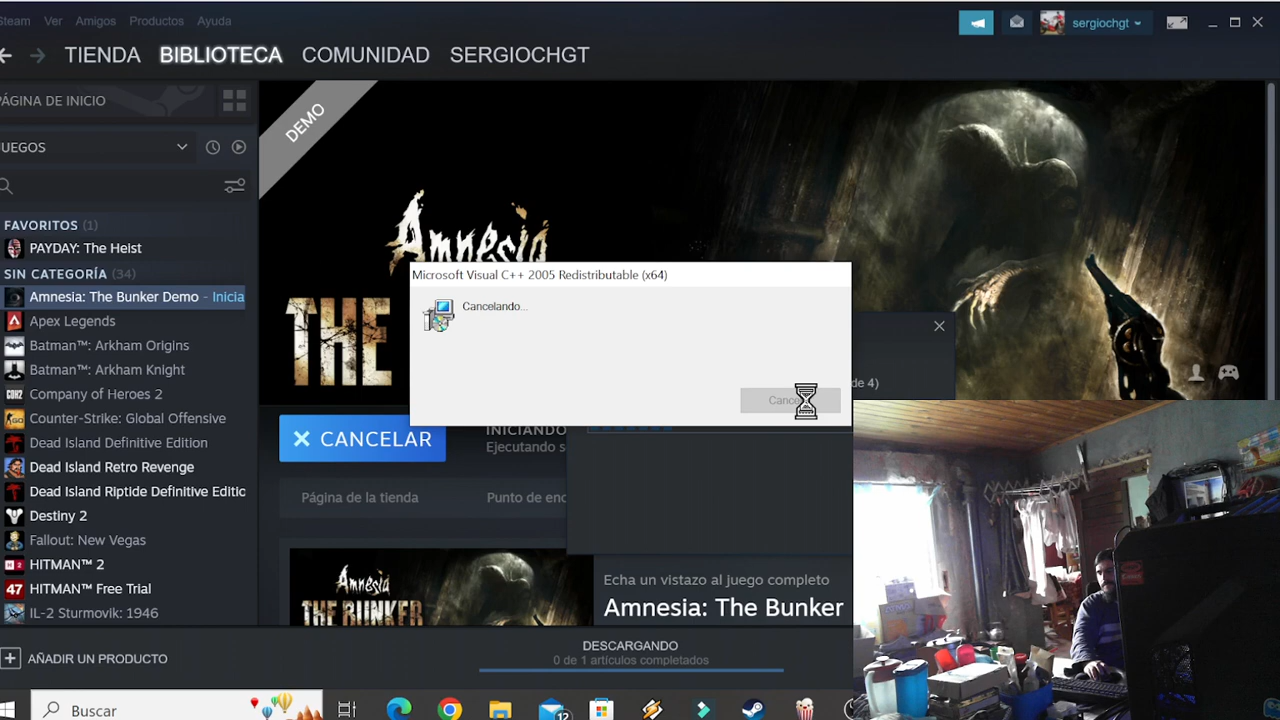 Steam Ver Amigos Productos Ayuda
sergiochgt
TIENDA BIBLIOTECA COMUNIDAD SERGIOCHGT
PÁGINA DE INICIO
JUEGOS
FAVORITOS (1)
PAYDAY: The Heist
SIN CATEGORÍA (34)
Amnesia: The Bunker Demo - Inicia
Apex Legends
Batman™: Arkham Origins
Batman™: Arkham Knight
Company of Heroes 2
Counter-Strike: Global Offensive
Dead Island Definitive Edition
Dead Island Retro Revenge
Dead Island Riptide Definitive Editic
Destiny 2
Fallout: New Vegas
HITMAN™ 2
HITMAN™ Free Trial
IL-2 Sturmovik: 1946
AÑADIR UN PRODUCTO
DEMO
Amnesia
THE
Microsoft Visual C++ 2005 Redistributable (x64)
Cancelando...
Cance
de 4)
CANCELAR
INICIANDO
Ejecutando s
Página de la tienda
Punto de enc
Amnesia
THE BUNKER
Echa un vistazo al juego completo
Amnesia: The Bunker
DESCARGANDO
0 de 1 artículos completados
Buscar
12